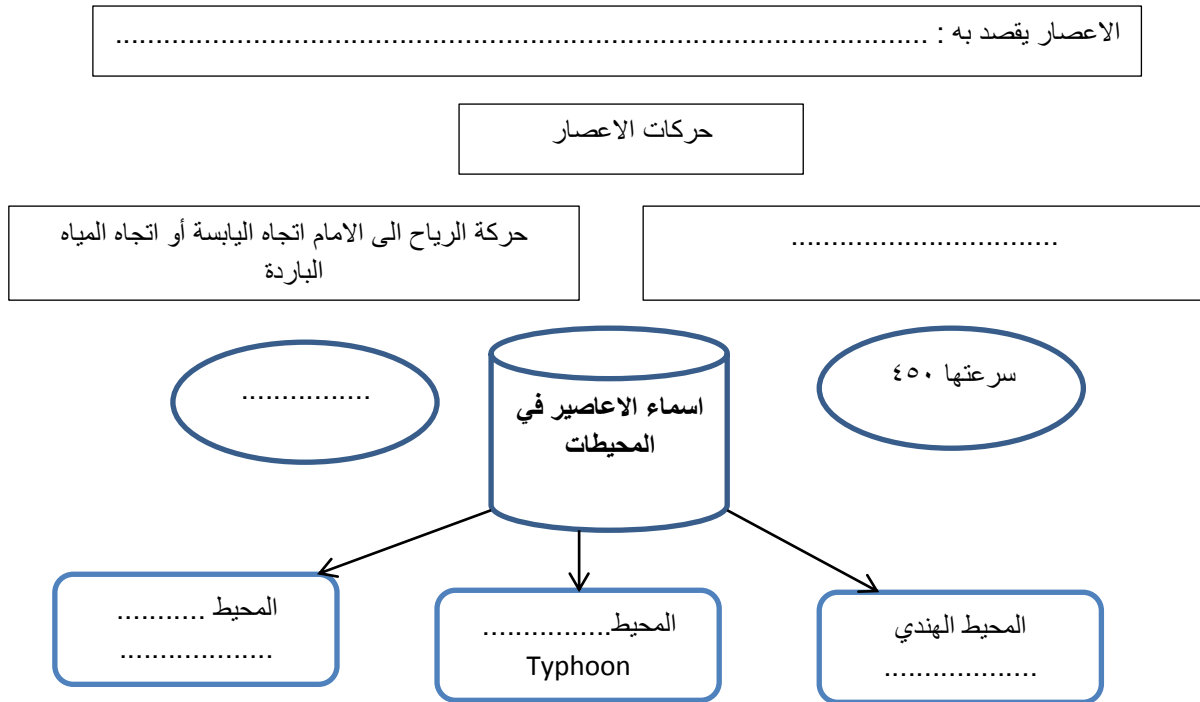 الاعصار يقصد به : ....................................................................................................
حركات الاعصار
.................................
حركة الرياح الى الامام اتجاه اليابسة أو اتجاه المياه
الباردة
سرعتها ٤٥٠
اسماء الاعاصير في
المحيطات
................
المحيط الهندي
...................
المحيط................
Typhoon
المحيط ...........
...................